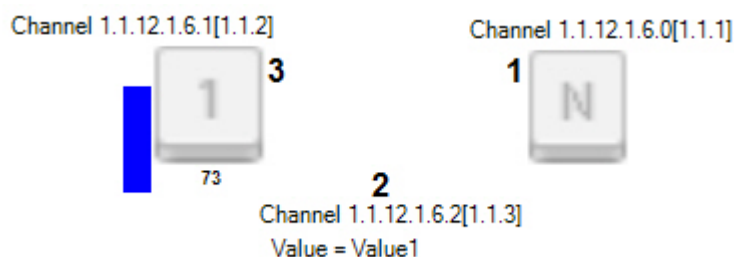 Channel 1.1.12.1.6.1[1.1.2]
Channel 1.1.12.1.6.0[1.1.1]
1
3
1
N
73
2
Channel 1.1.12.1.6.2[1.1.3]
Value = Value1